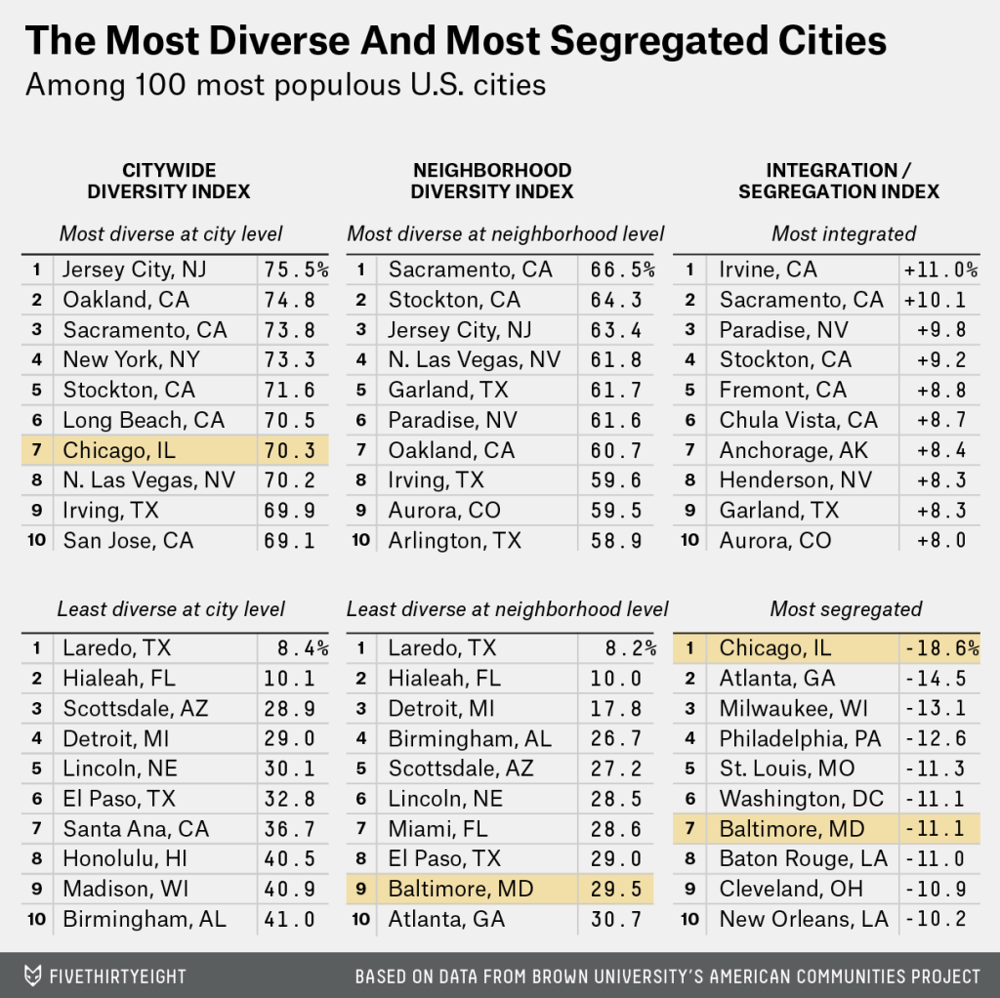 The Most Diverse And Most Segregated Cities
Among 100 most populous U.S. cities
CITYWIDE
DIVERSITY INDEX
Most diverse at city level
1 Jersey City, NJ 75.5%
2 Oakland, CA 74.8
3 Sacramento, CA 73.8
4 New York, NY 73.3
5 Stockton, CA 71.6
6 Long Beach, CA 70.5
7 Chicago, IL 70.3
8 N. Las Vegas, NV 70.2
9 Irving, TX 69.9
10 San Jose, CA 69.1
Least diverse at city level
1 Laredo, TX 8.4%
2 Hialeah, FL 10.1
3 Scottsdale, AZ 28.9
4 Detroit, MI 29.0
5 Lincoln, NE 30.1
6 El Paso, TX 32.8
7 Santa Ana, CA 36.7
8 Honolulu, HI 40.5
9 Madison, WI 40.9
10 Birmingham, AL 41.0
NEIGHBORHOOD
DIVERSITY INDEX
Most diverse at neighborhood level
1 Sacramento, CA 66.5%
2 Stockton, CA 64.3
3 Jersey City, NJ 63.4
4 N. Las Vegas, NV 61.8
5 Garland, TX 61.7
6 Paradise, NV 61.6
7 Oakland, CA 60.7
8 Irving, TX 59.6
9 Aurora, CO 59.5
10 Arlington, TX 58.9
Least diverse at neighborhood level
1 Laredo, TX 8.2%
2 Hialeah, FL 10.0
3 Detroit, MI 17.8
4 Birmingham, AL 26.7
5 Scottsdale, AZ 27.2
6 Lincoln, NE 28.5
7 Miami, FL 28.6
8 El Paso, TX 29.0
9 Baltimore, MD 29.5
10 Atlanta, GA 30.7
INTEGRATION /
SEGREGATION INDEX
Most integrated
1 Irvine, CA +11.0%
2 Sacramento, CA +10.1
3 Paradise, NV +9.8
4 Stockton, CA +9.2
5 Fremont, CA +8.8
6 Chula Vista, CA +8.7
7 Anchorage, AK +8.4
8 Henderson, NV +8.3
9 Garland, TX +8.3
10 Aurora, CO +8.0
Most segregated
1 Chicago, IL -18.6%
2 Atlanta, GA -14.5
3 Milwaukee, WI -13.1
4 Philadelphia, PA -12.6
5 St. Louis, MO -11.3
6 Washington, DC -11.1
7 Baltimore, MD -11.1
8 Baton Rouge, LA -11.0
9 Cleveland, OH -10.9
10 New Orleans, LA -10.2
FIVETHIRTYEIGHT
BASED ON DATA FROM BROWN UNIVERSITY'S AMERICAN COMMUNITIES PROJECT